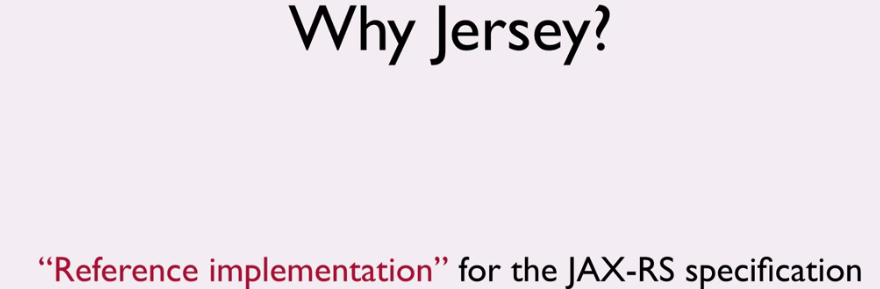 Why Jersey?
“Reference implementation” for the JAX-RS specification